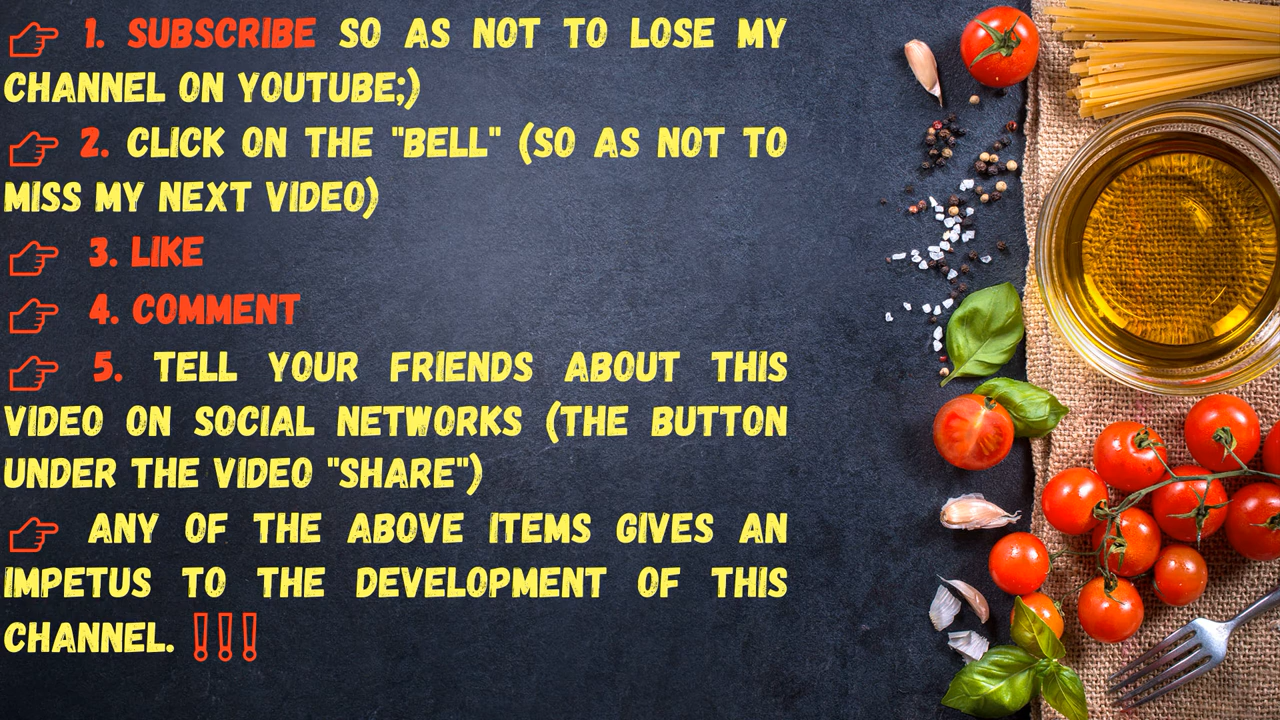 👉 1. SUBSCRIBE SO AS NOT TO LOSE MY
CHANNEL ON YOUTUBE;)
👉 2. CLICK ON THE "BELL" (SO AS NOT TO
MISS MY NEXT VIDEO)
👉 3. LIKE
👉 4. COMMENT
👉 5. TELL YOUR FRIENDS ABOUT THIS
VIDEO ON SOCIAL NETWORKS (THE BUTTON
UNDER THE VIDEO "SHARE")
👉 ANY OF THE ABOVE ITEMS GIVES AN
IMPETUS TO THE DEVELOPMENT OF THIS
CHANNEL. !!!